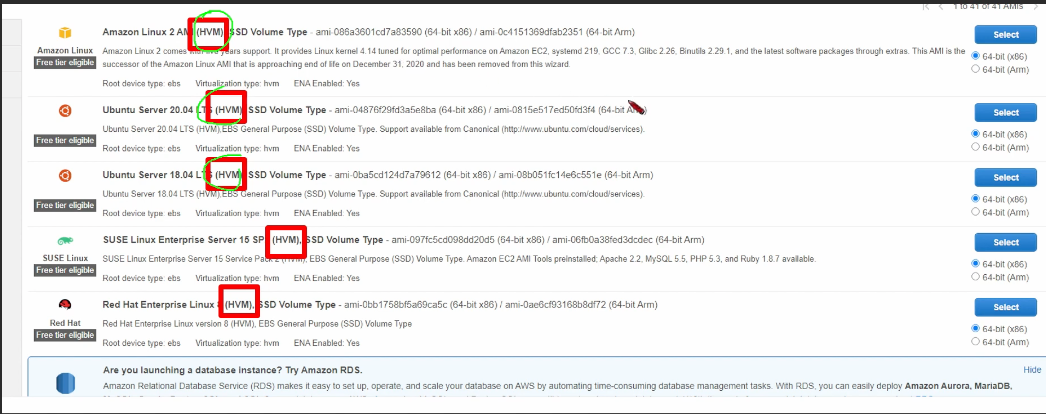 1 to 41 of 41 AMIs
Amazon Linux 2 AMI (HVM), SSD Volume Type - ami-086a3601cd7a83590 (64-bit x86) / ami-0c4151369dfab2351 (64-bit Arm)
Select
Amazon Linux
Free tier eligible
Amazon Linux 2 comes with five years support. It provides Linux kernel 4.14 tuned for optimal performance on Amazon EC2, systemd 219, GCC 7.3, Glibc 2.26, Binutils 2.29.1, and the latest software packages through extras. This AMI is the
successor of the Amazon Linux AMI that is approaching end of life on December 31, 2020 and has been removed from this wizard
64-bit (x86)
64-bit (Arm)
Root device type: ebs Virtualization type: hvm ENA Enabled: Yes
Ubuntu Server 20.04 LTS (HVM), SSD Volume Type - ami-04876f29fd3a5e8ba (64-bit x86) / ami-0815e517ed50fd3f4 (64-bit Arm)
Select
Free tier eligible
Ubuntu Server 20.04 LTS (HVM),EBS General Purpose (SSD) Volume Type. Support available from Canonical (http://www.ubuntu.com/cloud/services).
64-bit (x86)
64-bit (Arm)
Root device type: ebs Virtualization type: hvm ENA Enabled: Yes
Ubuntu Server 18.04 LTS (HVM), SSD Volume Type - ami-0ba5cd124d7a79612 (64-bit x86) / ami-08b051fc14e6c551e (64-bit Arm)
Select
Free tier eligible
Ubuntu Server 18.04 LTS (HVM),EBS General Purpose (SSD) Volume Type. Support available from Canonical (http://www.ubuntu.com/cloud/services).
64-bit (x86)
64-bit (Arm)
Root device type: ebs Virtualization type: hvm ENA Enabled: Yes
SUSE Linux Enterprise Server 15 (HVM), SSD Volume Type - ami-097fc5cd098dd20d5 (64-bit x86) / ami-06fb0a38fed3dcdec (64-bit Arm)
Select
SUSE Linux
Free tier eligible
SUSE Linux Enterprise Server 15 Service Pack 2 (HVM), EBS General Purpose (SSD) Volume Type. Amazon EC2 AMI Tools preinstalled; Apache 2.2, MySQL 5.5, PHP 5.3, and Ruby 1.8.7 available.
64-bit (x86)
64-bit (Arm)
Root device type: ebs Virtualization type: hvm ENA Enabled: Yes
Red Hat Enterprise Linux 8 (HVM), SSD Volume Type - ami-0bb1758bf5a69ca5c (64-bit x86) / ami-0ae6cf93168b8df72 (64-bit Arm)
Select
Red Hat
Free tier eligible
Red Hat Enterprise Linux version 8 (HVM), EBS General Purpose (SSD) Volume Type
64-bit (x86)
64-bit (Arm)
Root device type: ebs Virtualization type: hvm ENA Enabled: Yes
Are you launching a database instance? Try Amazon RDS.
Hide
Amazon Relational Database Service (RDS) makes it easy to set up, operate, and scale your database on AWS by automating time-consuming database management tasks. With RDS, you can easily deploy Amazon Aurora, MariaDB,